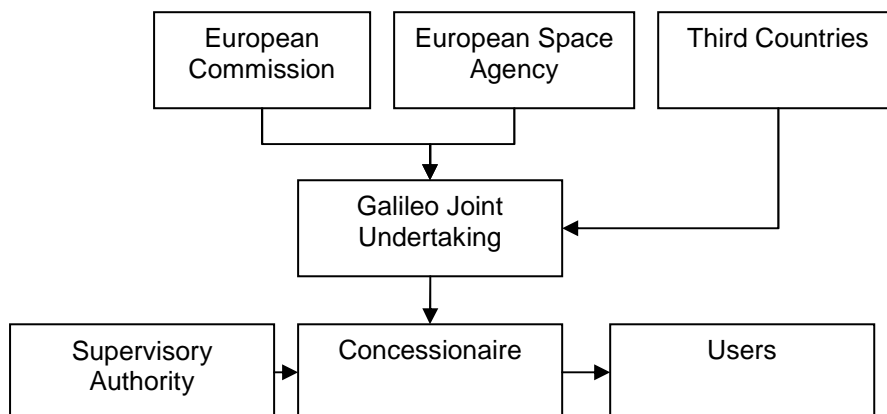 European
Commission
European Space
Agency
Third Countries
Galileo Joint
Undertaking
Supervisory
Authority
Concessionaire
Users